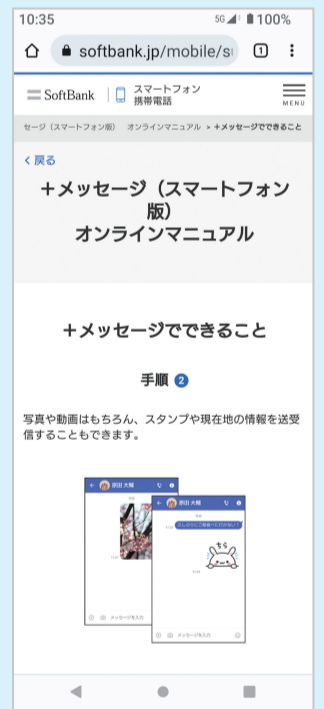 10:35
5G
100%
softbank.jp/mobile/s
1
SoftBank
スマートフォン
携帯電話
MENU
セージ（スマートフォン版） オンラインマニュアル > +メッセージでできること
< 戻る
＋メッセージ（スマートフォン
版）
オンラインマニュアル
＋メッセージでできること
手順 2
写真や動画はもちろん、スタンプや現在地の情報を送受
信することもできます。
原田 大輔
原田 大輔
ちら
メッセージを入力
メッセージを入力